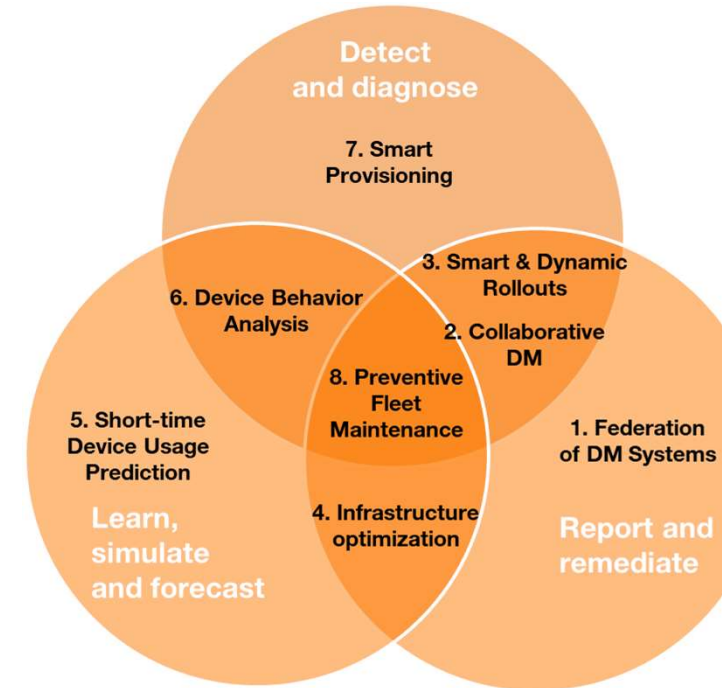 Detect
and diagnose
7. Smart
Provisioning
3. Smart & Dynamic
Rollouts
6. Device Behavior
Analysis
2. Collaborative
DM
8. Preventive
Fleet
Maintenance
5. Short-time
Device Usage
Prediction
1. Federation
of DM Systems
4. Infrastructure
optimization
Learn,
simulate
and forecast
Report and
remediate